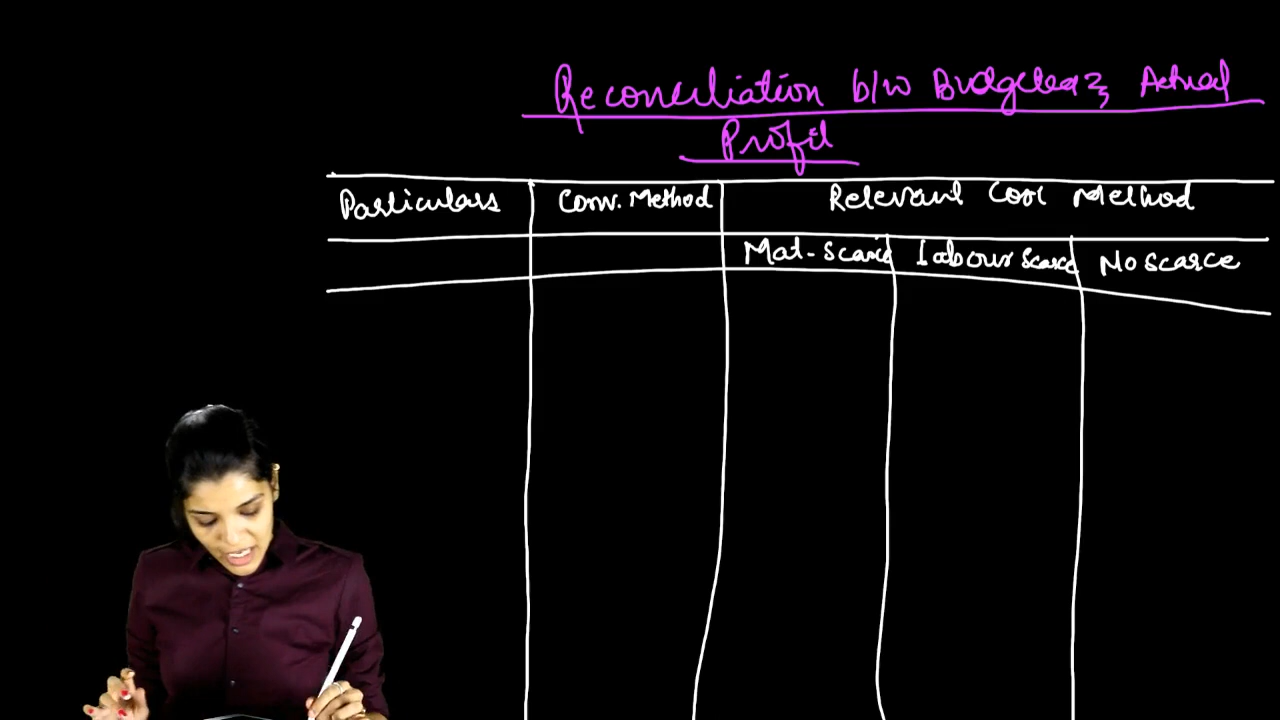 Reconciliation b/w Budgeted & Actual
Profit
Particulars Conv. Method Relevant Cost Method
Mat. Scarce Labour Scarce No Scarce